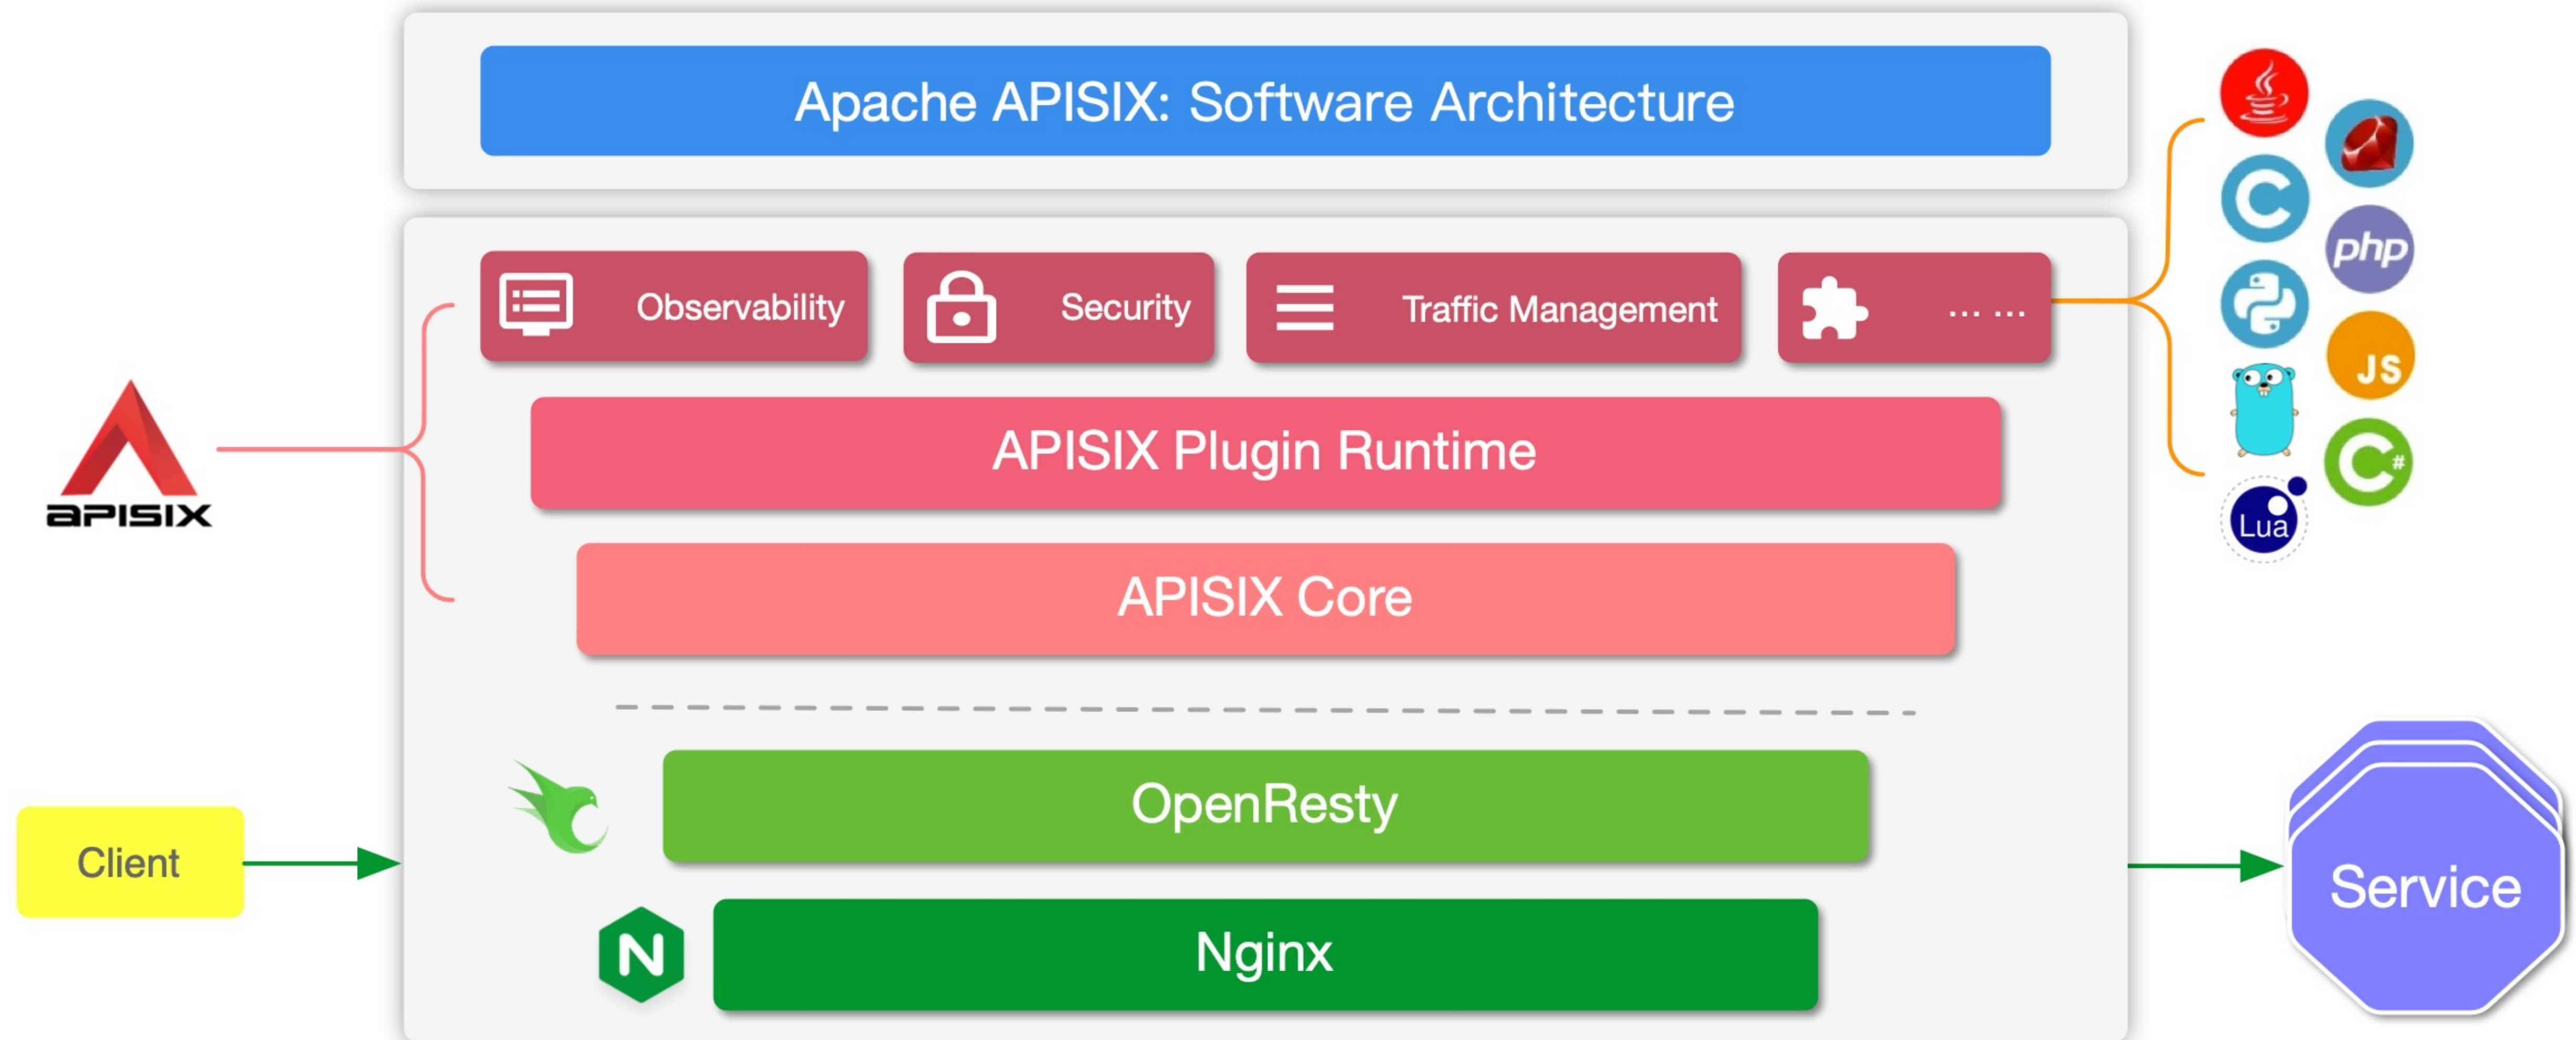 Apache APISIX: Software Architecture
Observability
Security
Traffic Management
... ...
APISIX Plugin Runtime
APISIX Core
OpenResty
Nginx
N
APISIX
Client
Service
C
php
JS
C#
Lua